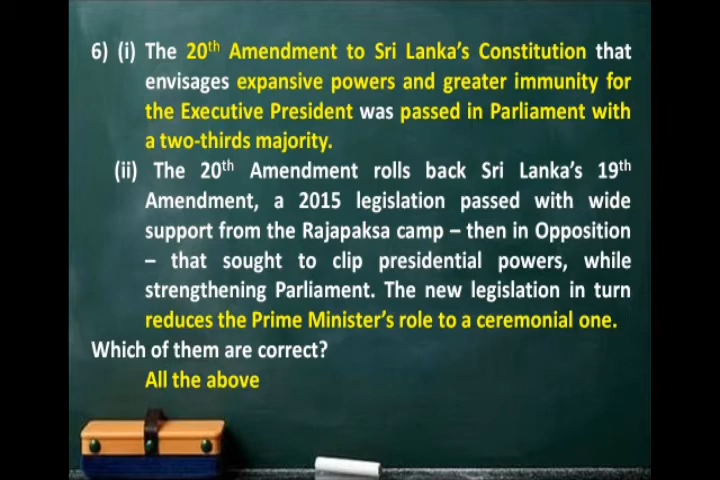 6) (i) The 20th Amendment to Sri Lanka's Constitution that
envisages expansive powers and greater immunity for
the Executive President was passed in Parliament with
a two-thirds majority.
(ii) The 20th Amendment rolls back Sri Lanka's 19th
Amendment, a 2015 legislation passed with wide
support from the Rajapaksa camp – then in Opposition
– that sought to clip presidential powers, while
strengthening Parliament. The new legislation in turn
reduces the Prime Minister's role to a ceremonial one.
Which of them are correct?
All the above